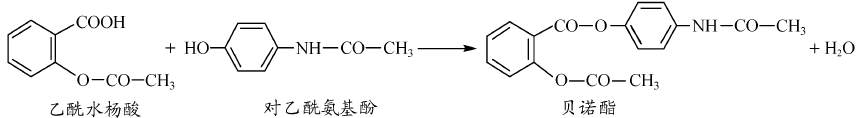 COOH
O—CO—CH₃
乙酰水杨酸
+
HO
NH—CO—CH₃
对乙酰氨基酚
CO—O
NH—CO—CH₃
O—CO—CH₃
贝诺酯
+ H₂O